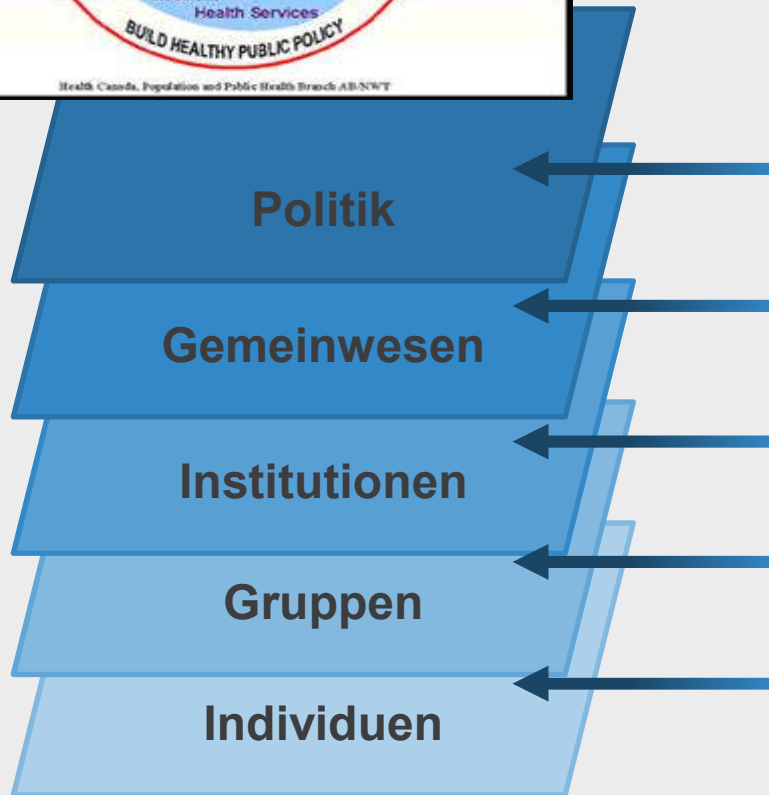 Health Services
BUILD HEALTHY PUBLIC POLICY
Health Canada, Population and Public Health Branch AB/NWT
Politik
Gemeinwesen
Institutionen
Gruppen
Individuen